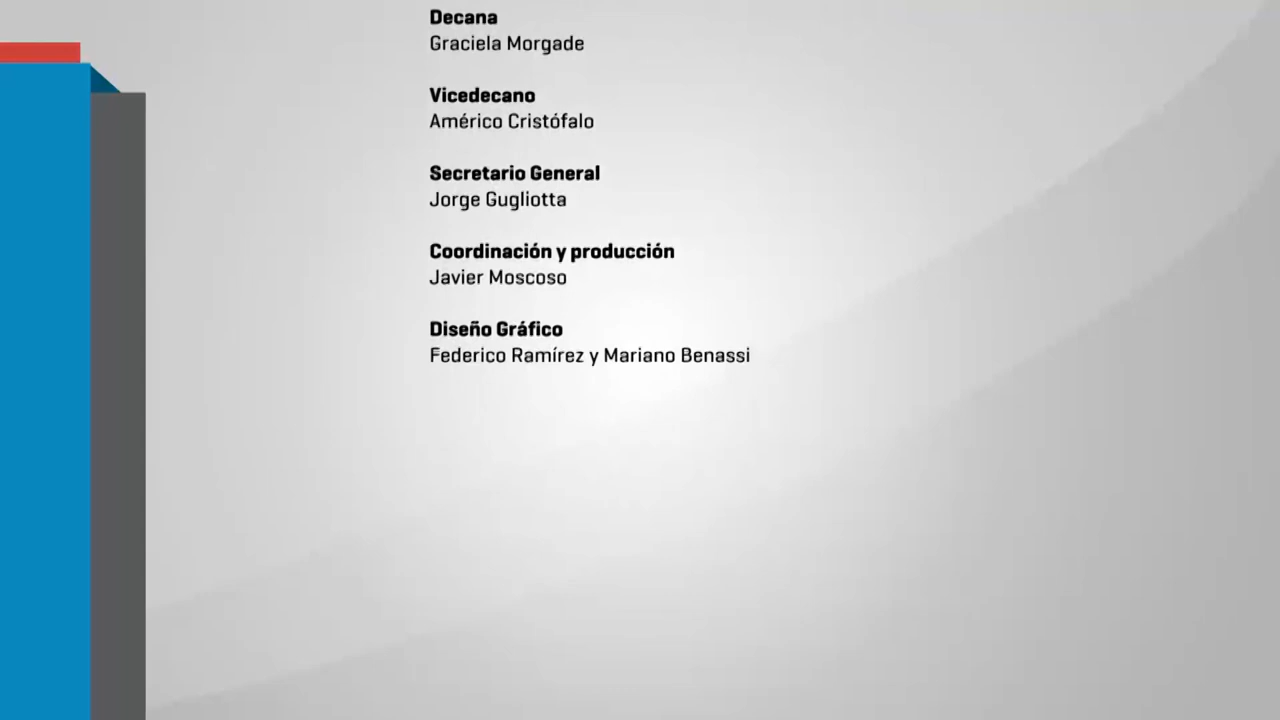 Decana
Graciela Morgade
Vicedecano
Américo Cristófalo
Secretario General
Jorge Gugliotta
Coordinación y producción
Javier Moscoso
Diseño Gráfico
Federico Ramírez y Mariano Benassi